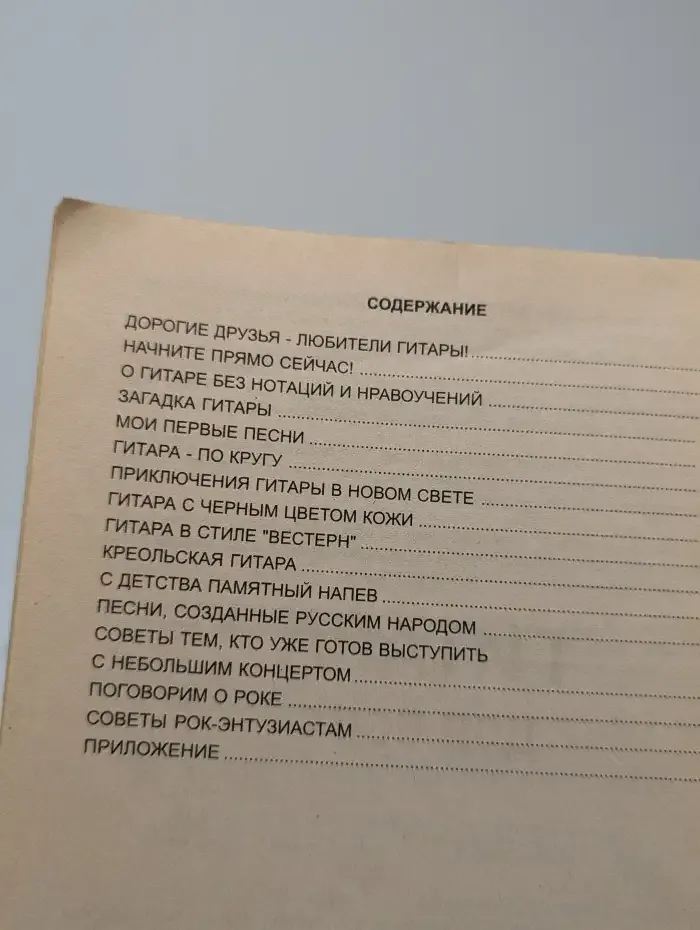 СОДЕРЖАНИЕ
ДОРОГИЕ ДРУЗЬЯ - ЛЮБИТЕЛИ ГИТАРЫ!
НАЧНИТЕ ПРЯМО СЕЙЧАС!
О ГИТАРЕ БЕЗ НОТАЦИЙ И НРАВОУЧЕНИЙ
ЗАГАДКА ГИТАРЫ
МОИ ПЕРВЫЕ ПЕСНИ
ГИТАРА - ПО КРУГУ
ПРИКЛЮЧЕНИЯ ГИТАРЫ В НОВОМ СВЕТЕ
ГИТАРА С ЧЕРНЫМ ЦВЕТОМ КОЖИ
ГИТАРА В СТИЛЕ "ВЕСТЕРН"
КРЕОЛЬСКАЯ ГИТАРА
С ДЕТСТВА ПАМЯТНЫЙ НАПЕВ
ПЕСНИ, СОЗДАННЫЕ РУССКИМ НАРОДОМ
СОВЕТЫ ТЕМ, КТО УЖЕ ГОТОВ ВЫСТУПИТЬ
С НЕБОЛЬШИМ КОНЦЕРТОМ
ПОГОВОРИМ О РОКЕ
СОВЕТЫ РОК-ЭНТУЗИАСТАМ
ПРИЛОЖЕНИЕ